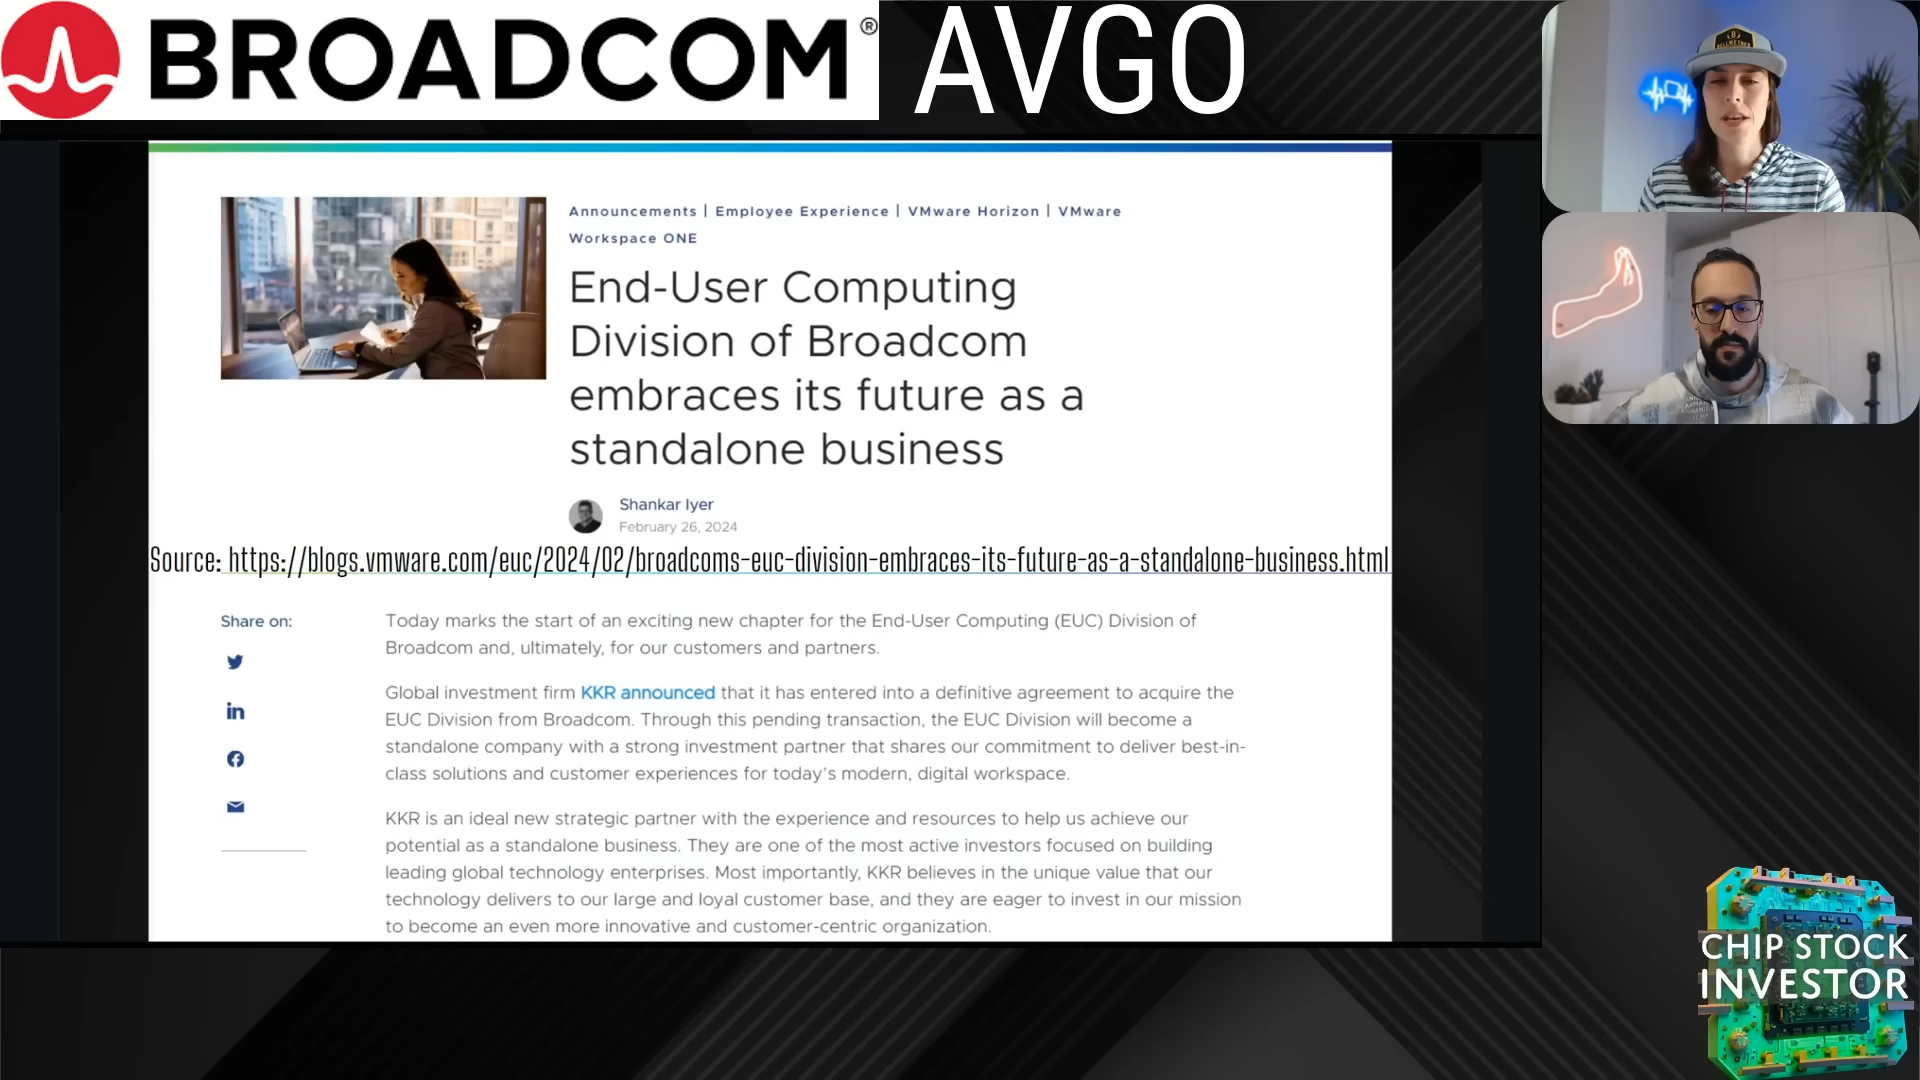 BROADCOM® AVGO
Announcements | Employee Experience | VMware Horizon | VMware
Workspace ONE
End-User Computing
Division of Broadcom
embraces its future as a
standalone business
Shankar Iyer
February 26, 2024
Source: https://blogs.vmware.com/euc/2024/02/broadcoms-euc-division-embraces-its-future-as-a-standalone-business.html
Share on:
Today marks the start of an exciting new chapter for the End-User Computing (EUC) Division of
Broadcom and, ultimately, for our customers and partners.
Global investment firm KKR announced that it has entered into a definitive agreement to acquire the
EUC Division from Broadcom. Through this pending transaction, the EUC Division will become a
standalone company with a strong investment partner that shares our commitment to deliver best-in-
class solutions and customer experiences for today's modern, digital workspace.
KKR is an ideal new strategic partner with the experience and resources to help us achieve our
potential as a standalone business. They are one of the most active investors focused on building
leading global technology enterprises. Most importantly, KKR believes in the unique value that our
technology delivers to our large and loyal customer base, and they are eager to invest in our mission
to become an even more innovative and customer-centric organization.
CHIP STOCK
INVESTOR